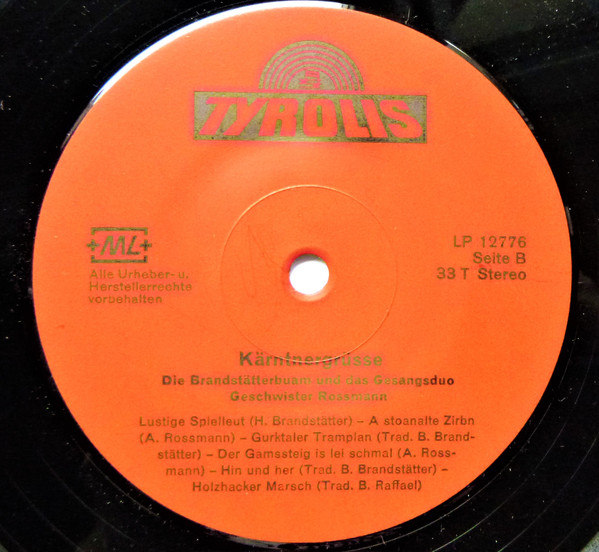 TYROLIS
+ML+
Alle Urheber- u.
Herstellerrechte
vorbehalten
LP 12776
Seite B
33 T Stereo
Kärntnergrüsse
Die Brandstätterbuam und das Gesangsduo
Geschwister Rossmann
Lustige Spielleut (H. Brandstätter) – A stoanalte Zirbn
(A. Rossmann) – Gurktaler Tramplan (Trad. B. Brand-
stätter) – Der Gamssteig is lei schmal (A. Ross-
mann) – Hin und her (Trad. B. Brandstätter) –
Holzhacker Marsch (Trad. B. Raffael)